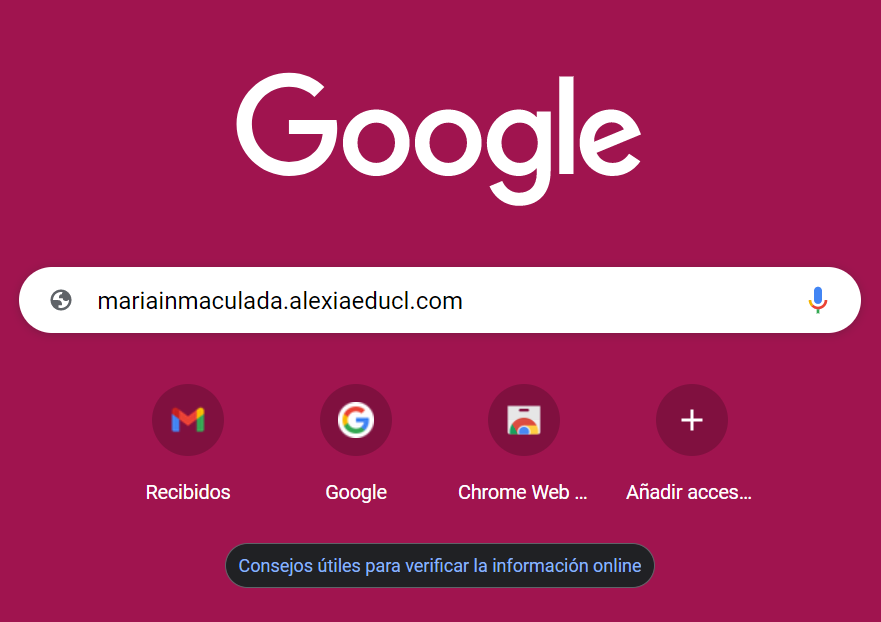 Google
mariainmaculada.alexiaeducl.com
Recibidos
Google
Chrome Web ...
Añadir acces...
Consejos útiles para verificar la información online